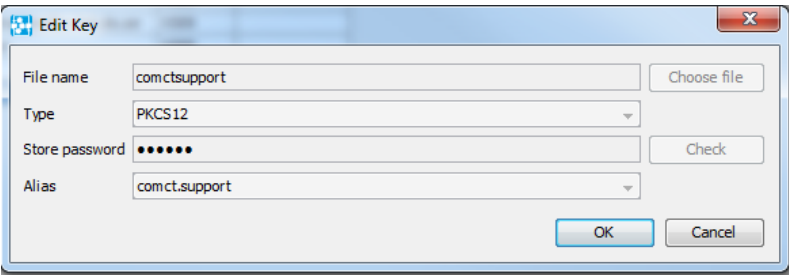 Edit Key
File name comctsupport Choose file
Type PKCS12
Store password ●●●●●● Check
Alias comct.support
OK Cancel